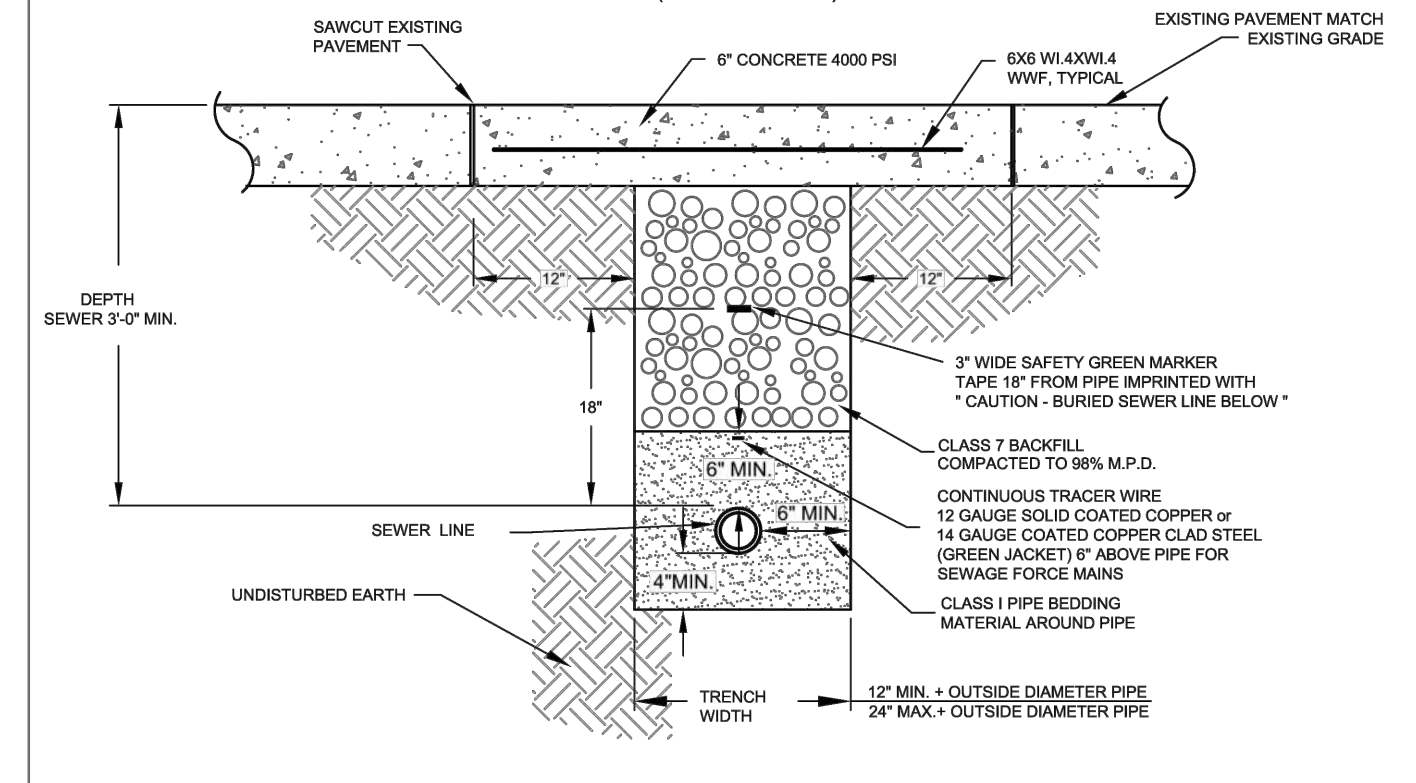 SAWCUT EXISTING
PAVEMENT
6" CONCRETE 4000 PSI
6X6 WI.4XWI.4
WWF, TYPICAL
EXISTING PAVEMENT MATCH
EXISTING GRADE
12"
12"
DEPTH
SEWER 3'-0" MIN.
18"
3" WIDE SAFETY GREEN MARKER
TAPE 18" FROM PIPE IMPRINTED WITH
" CAUTION - BURIED SEWER LINE BELOW "
CLASS 7 BACKFILL
COMPACTED TO 98% M.P.D.
6" MIN.
CONTINUOUS TRACER WIRE
12 GAUGE SOLID COATED COPPER or
14 GAUGE COATED COPPER CLAD STEEL
(GREEN JACKET) 6" ABOVE PIPE FOR
SEWAGE FORCE MAINS
6" MIN.
SEWER LINE
4"MIN.
UNDISTURBED EARTH
CLASS I PIPE BEDDING
MATERIAL AROUND PIPE
TRENCH
WIDTH
12" MIN. + OUTSIDE DIAMETER PIPE
24" MAX.+ OUTSIDE DIAMETER PIPE